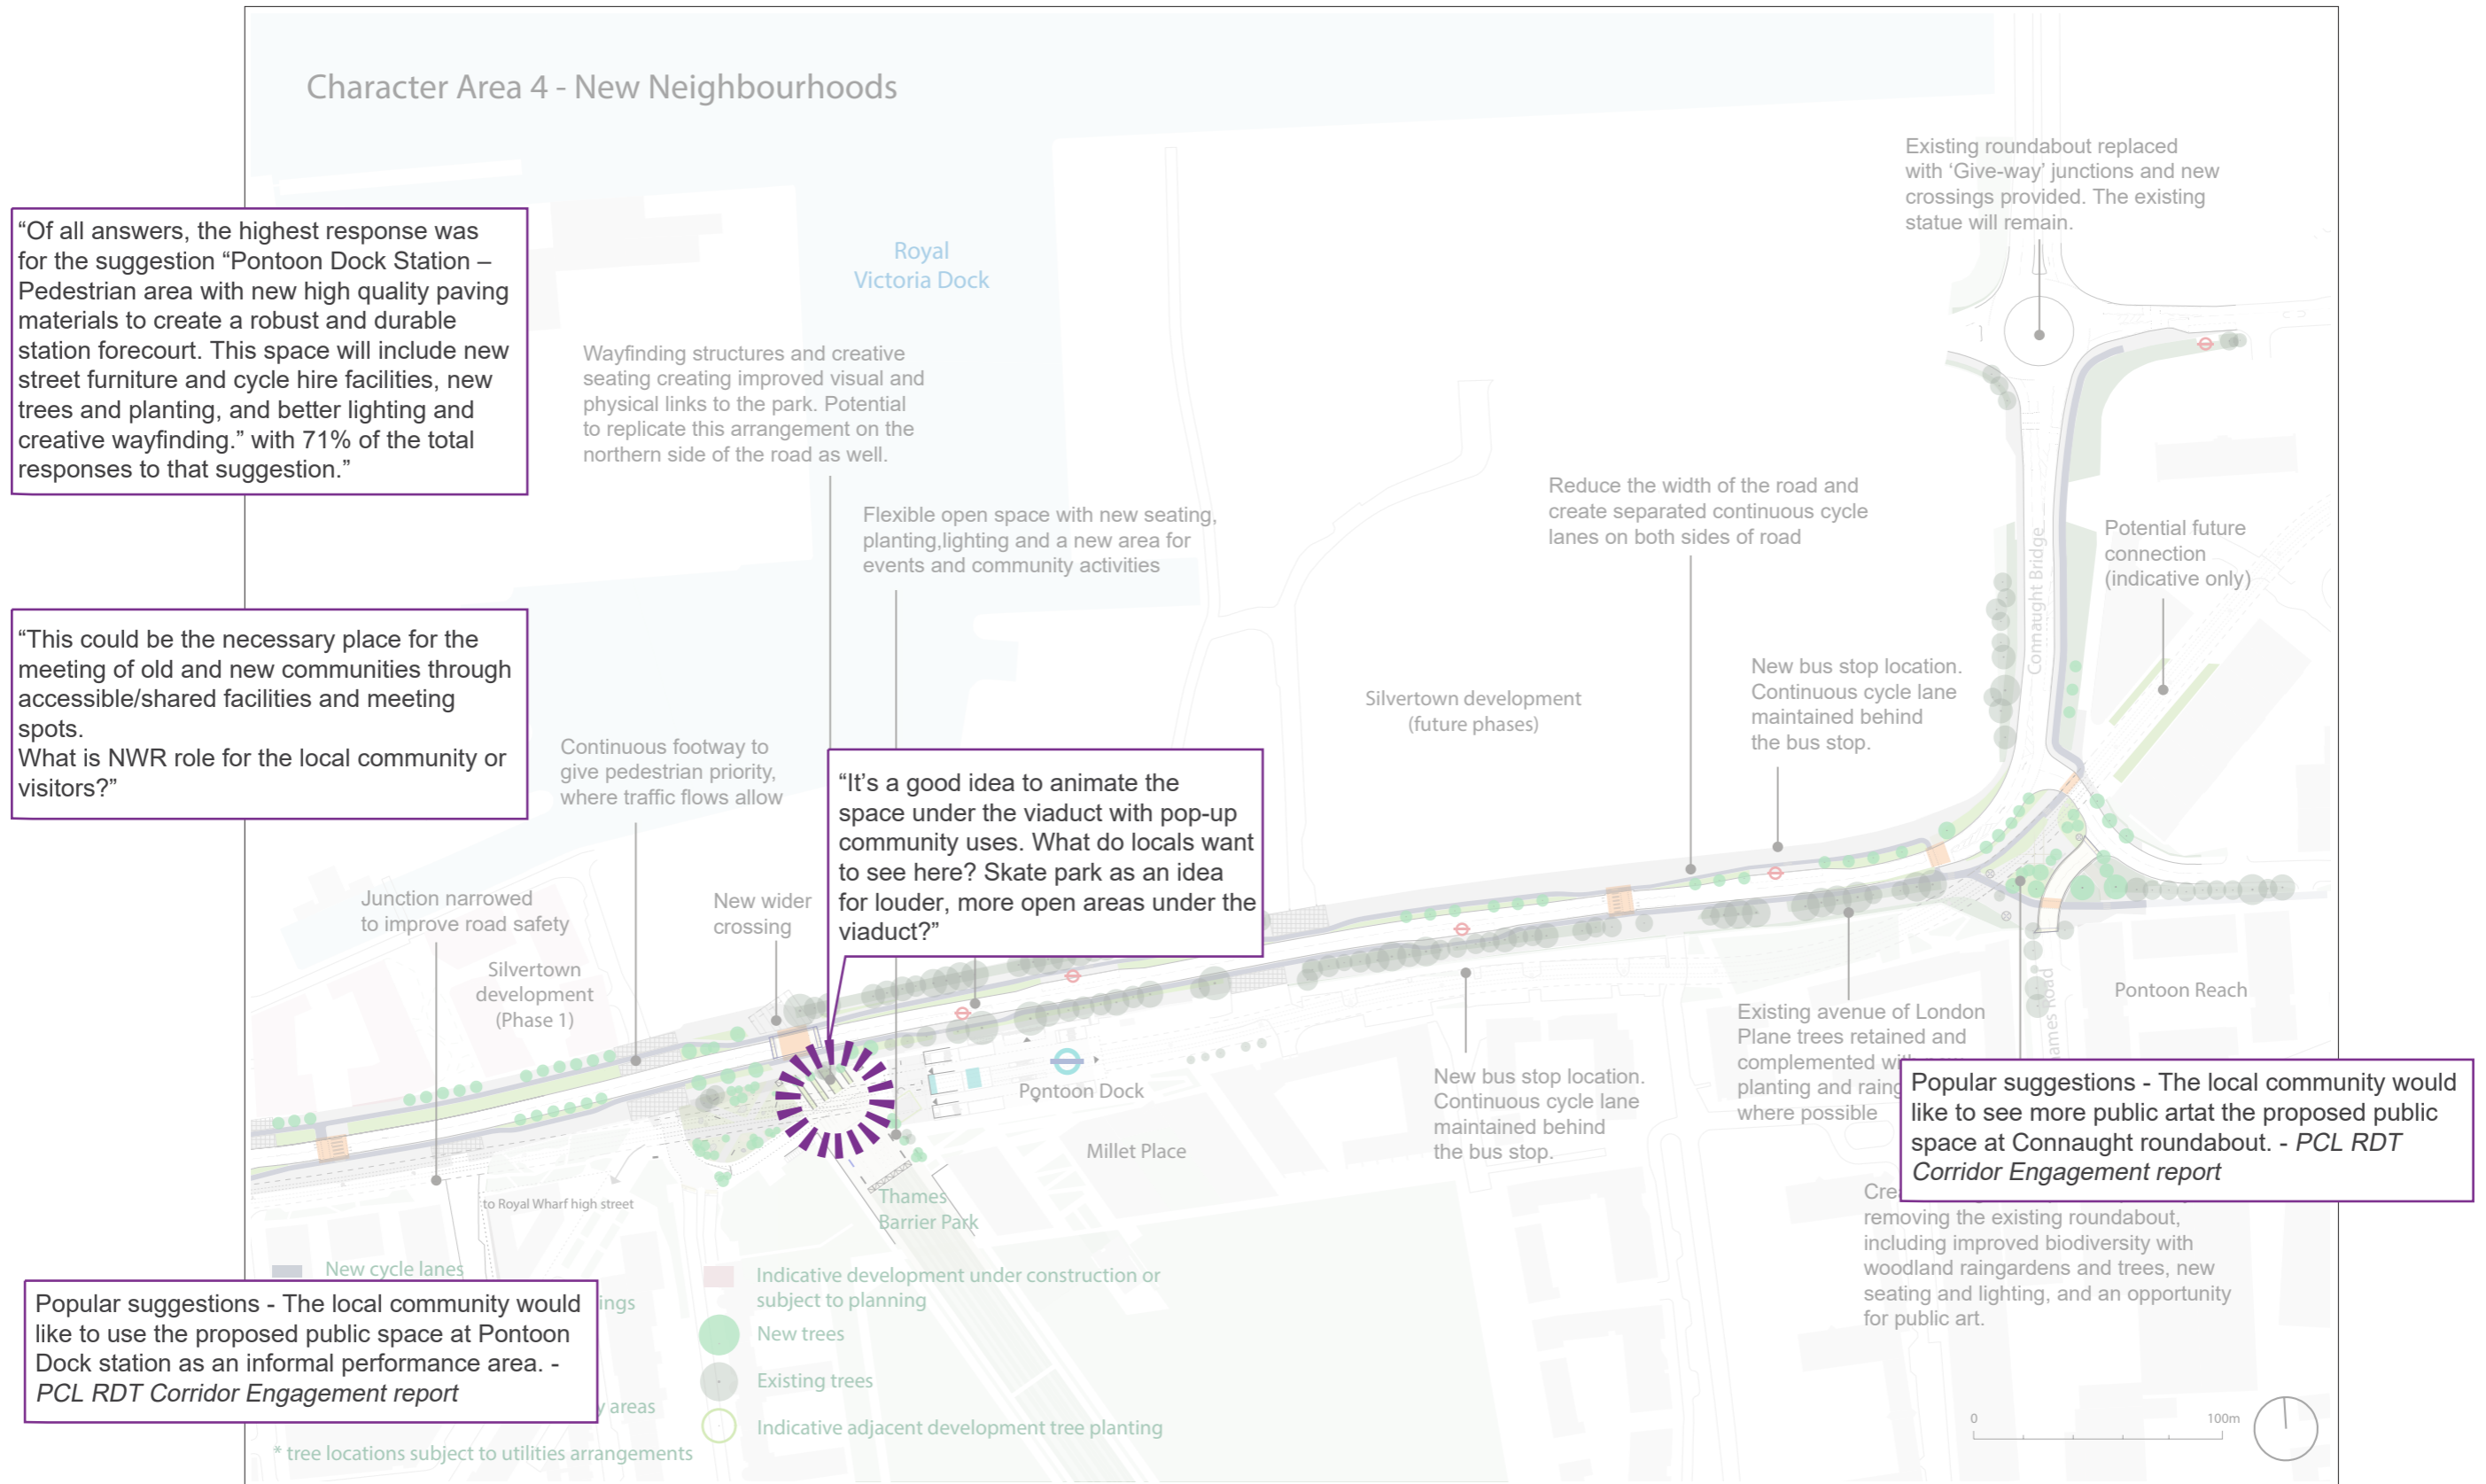 Character Area 4 - New Neighbourhoods
Existing roundabout replaced
with ‘Give-way’ junctions and new
crossings provided. The existing
statue will remain.
“Of all answers, the highest response was
for the suggestion “Pontoon Dock Station –
Pedestrian area with new high quality paving
materials to create a robust and durable
station forecourt. This space will include new
street furniture and cycle hire facilities, new
trees and planting, and better lighting and
creative wayfinding.” with 71% of the total
responses to that suggestion.”
Royal
Victoria Dock
Wayfinding structures and creative
seating creating improved visual and
physical links to the park. Potential
to replicate this arrangement on the
northern side of the road as well.
Flexible open space with new seating,
planting,lighting and a new area for
events and community activities
Reduce the width of the road and
create separated continuous cycle
lanes on both sides of road
Connaught Bridge
Potential future
connection
(indicative only)
“This could be the necessary place for the
meeting of old and new communities through
accessible/shared facilities and meeting
spots.
What is NWR role for the local community or
visitors?”
Silvertown development
(future phases)
New bus stop location.
Continuous cycle lane
maintained behind
the bus stop.
Continuous footway to
give pedestrian priority,
where traffic flows allow
“It’s a good idea to animate the
space under the viaduct with pop-up
community uses. What do locals want
to see here? Skate park as an idea
for louder, more open areas under the
viaduct?”
Junction narrowed
to improve road safety
New wider
crossing
Silvertown
development
(Phase 1)
Pontoon Reach
Existing avenue of London
Plane trees retained and
complemented
planting and
where possible
Road
Pontoon Dock
New bus stop location.
Continuous cycle lane
maintained behind
the bus stop.
Millet Place
Popular suggestions - The local community would
like to see more public artat the proposed public
space at Connaught roundabout. - PCL RDT
Corridor Engagement report
to Royal Wharf high street
Thames
Barrier Park
removing the existing roundabout,
including improved biodiversity with
woodland raingardens and trees, new
seating and lighting, and an opportunity
for public art.
New cycle lanes
Popular suggestions - The local community would
like to use the proposed public space at Pontoon
Dock station as an informal performance area. -
PCL RDT Corridor Engagement report
areas
* tree locations subject to utilities arrangements
Indicative development under construction or
subject to planning
New trees
Existing trees
Indicative adjacent development tree planting
0 100m